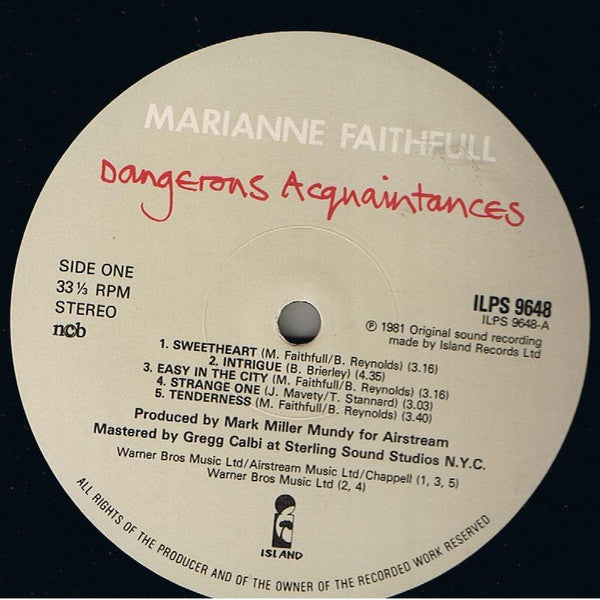 MARIANNE FAITHFULL
Dangerous Acquaintances
SIDE ONE
33⅓ RPM
STEREO
ncb
ILPS 9648
ILPS 9648-A
℗ 1981 Original sound recording
made by Island Records Ltd
1. SWEETHEART (M. Faithfull/B. Reynolds) (3.16)
2. INTRIGUE (B. Brierley) (4.35)
3. EASY IN THE CITY (M. Faithfull/B. Reynolds) (3.16)
4. STRANGE ONE (J. Mavety/T. Stannard) (3.03)
5. TENDERNESS (M. Faithfull/B. Reynolds) (3.40)
Produced by Mark Miller Mundy for Airstream
Mastered by Gregg Calbi at Sterling Sound Studios N.Y.C.
Warner Bros Music Ltd/Airstream Music Ltd/Chappell (1, 3, 5)
Warner Bros Music Ltd (2, 4)
ISLAND
ALL RIGHTS OF THE PRODUCER AND OF THE OWNER OF THE RECORDED WORK RESERVED